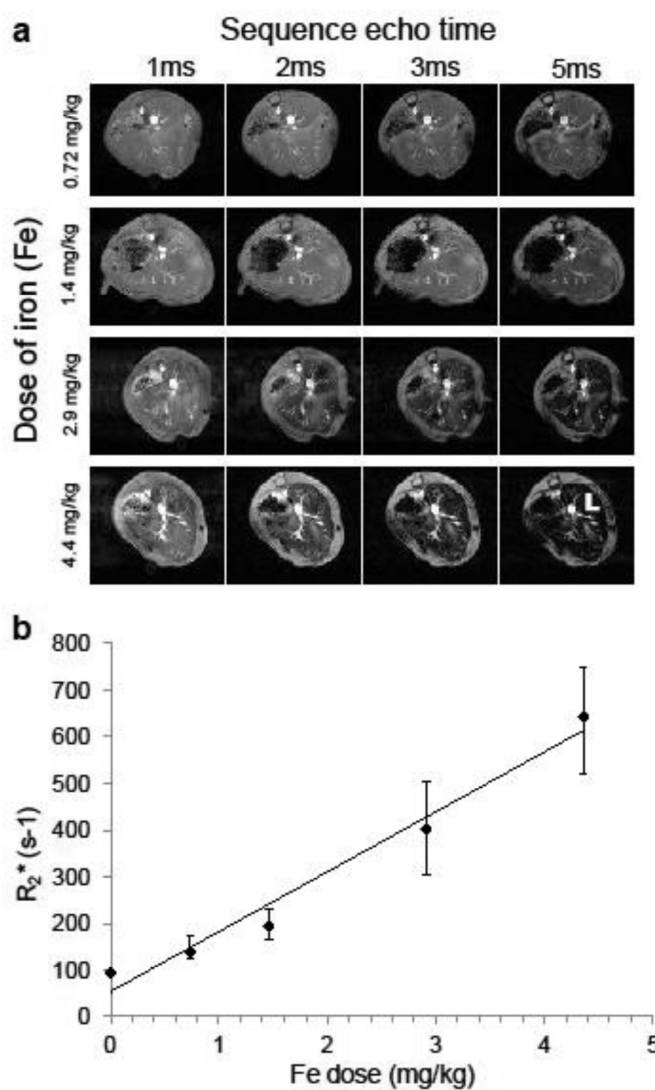 a
Sequence echo time
1ms 2ms 3ms 5ms
Dose of iron (Fe)
0.72 mg/kg
1.4 mg/kg
2.9 mg/kg
4.4 mg/kg
L
b
800
700
600
500
400
300
200
100
0
R2* (s-1)
0 1 2 3 4 5
Fe dose (mg/kg)